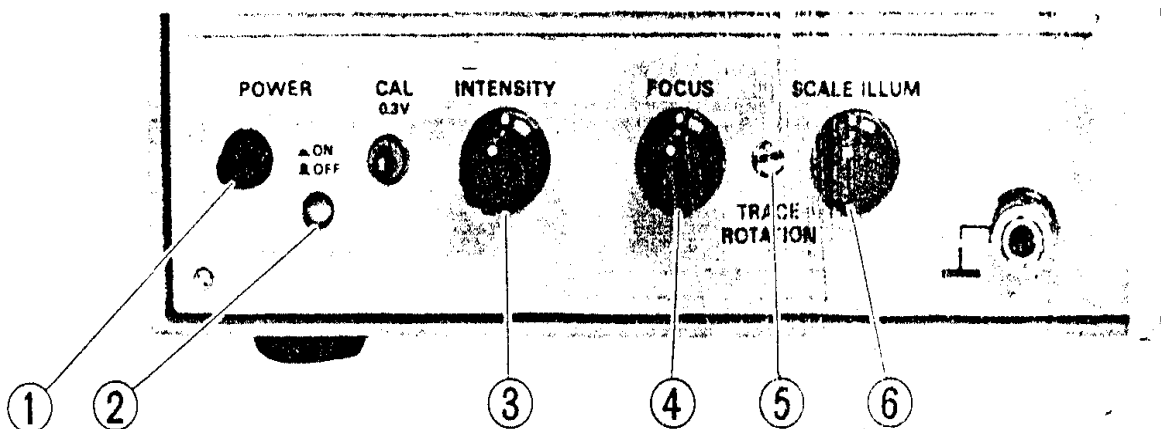 POWER
CAL
0.3V
INTENSITY
FOCUS
SCALE ILLUM
ON
OFF
TRACE
ROTATION
① ② ③ ④ ⑤ ⑥